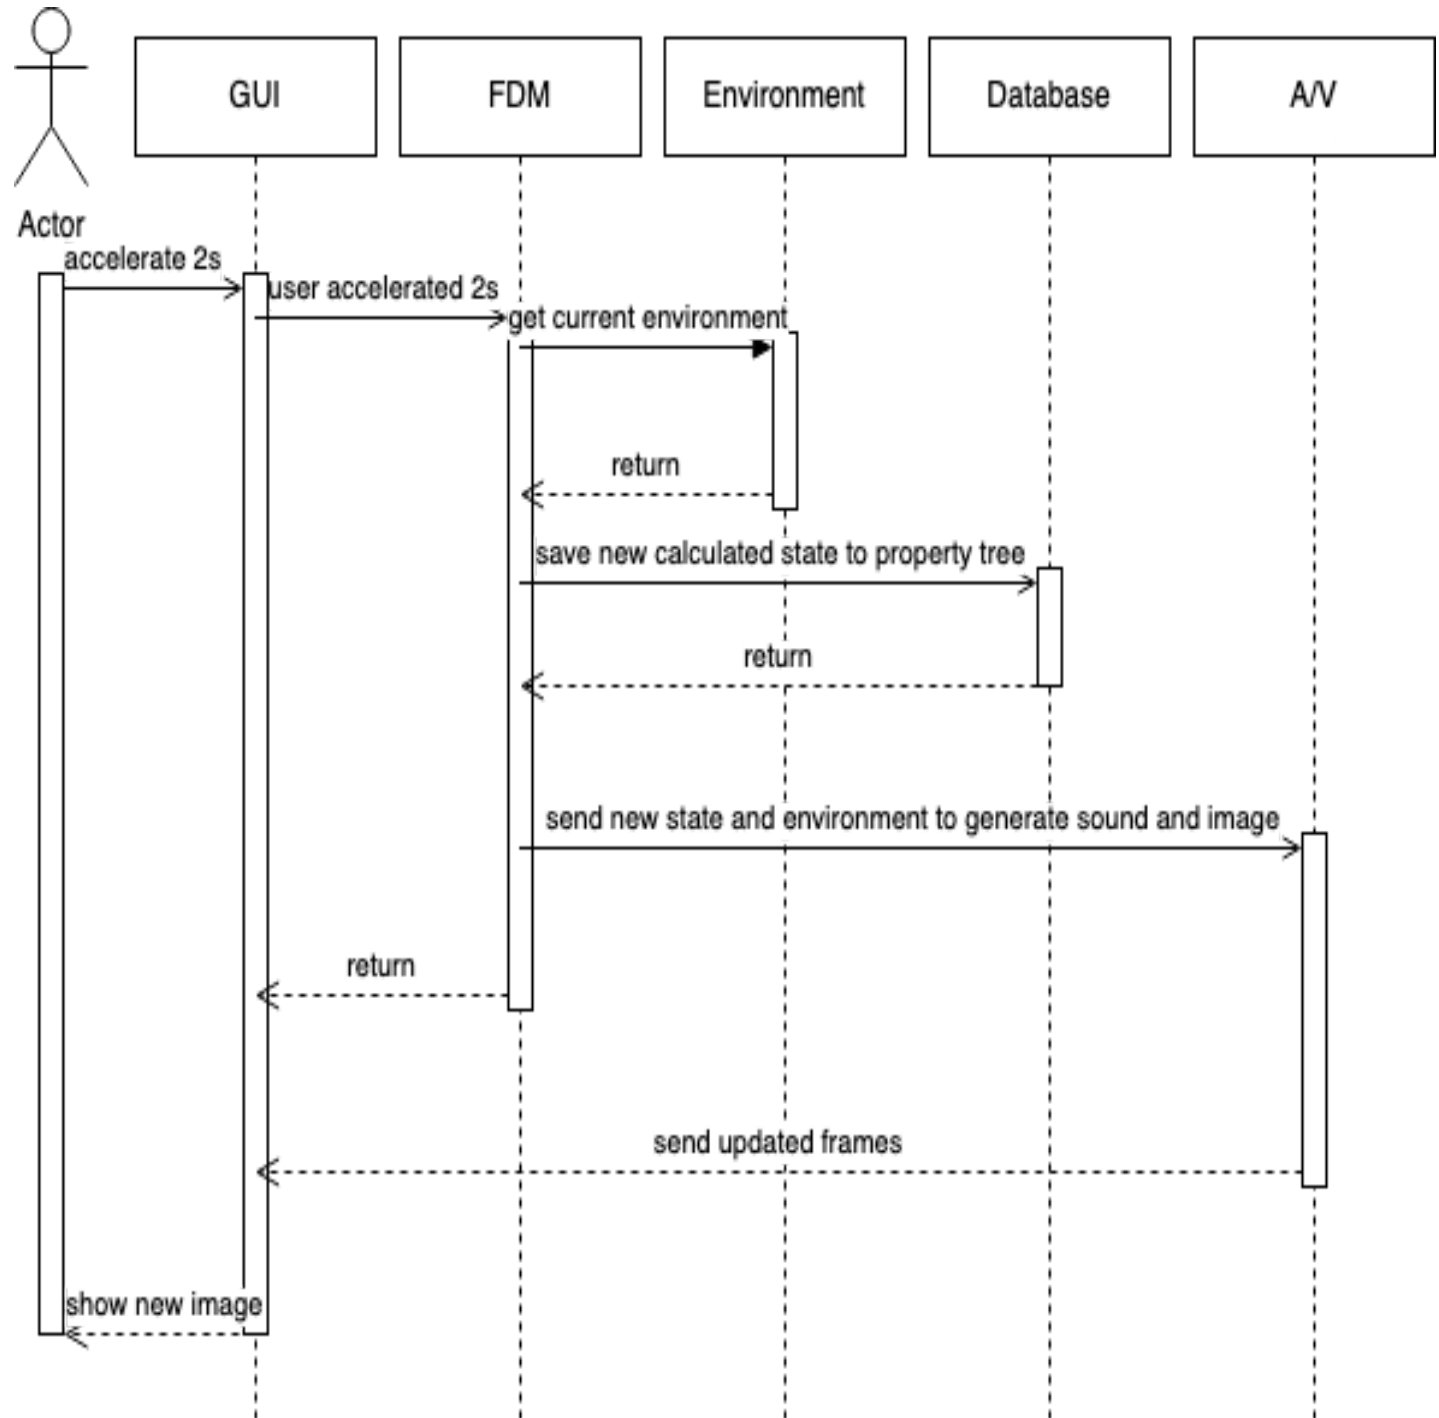 GUI
FDM
Environment
Database
A/V
Actor
accelerate 2s
user accelerated 2s
get current environment
return
save new calculated state to property tree
return
send new state and environment to generate sound and image
return
send updated frames
show new image